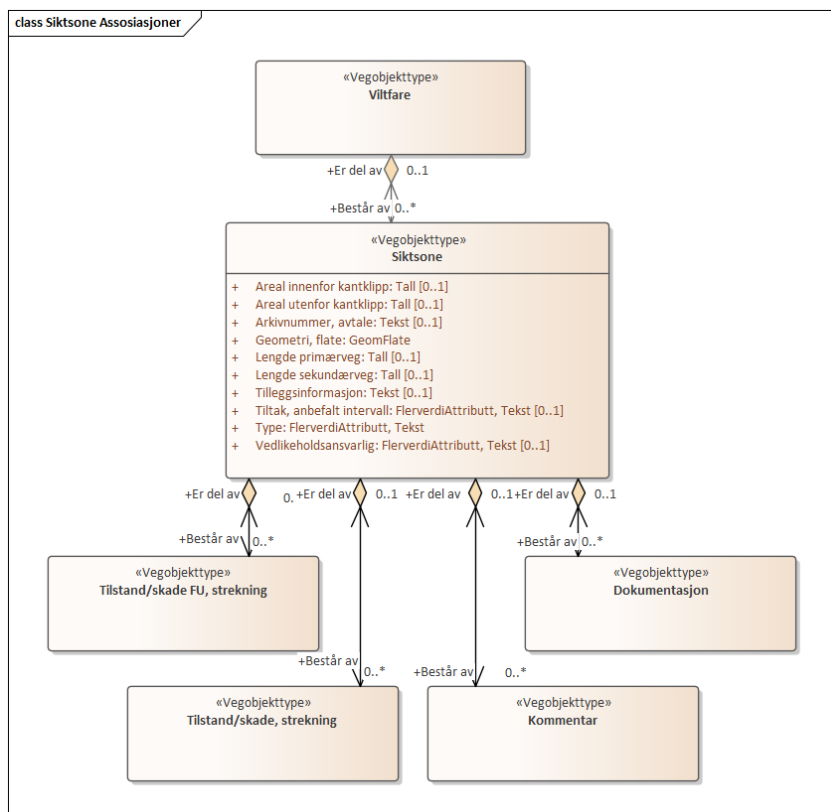 class Siktsone Assosiasjoner
«Vegobjekttype»
Viltfare
+Er del av 0..1
+Består av 0..*
«Vegobjekttype»
Siktsone
+ Areal innenfor kantklipp: Tall [0..1]
+ Areal utenfor kantklipp: Tall [0..1]
+ Arkivnummer, avtale: Tekst [0..1]
+ Geometri, flate: GeomFlate
+ Lengde primærveg: Tall [0..1]
+ Lengde sekundærveg: Tall [0..1]
+ Tilleggsinformasjon: Tekst [0..1]
+ Tiltak, anbefalt intervall: FlerverdiAttributt, Tekst [0..1]
+ Type: FlerverdiAttributt, Tekst
+ Vedlikeholdsansvarlig: FlerverdiAttributt, Tekst [0..1]
+Er del av 0. +Er del av 0..1 +Er del av 0..1 +Er del av 0..1
+Består av 0..* +Består av 0..*
«Vegobjekttype»
Tilstand/skade FU, strekning
«Vegobjekttype»
Dokumentasjon
+Består av 0..* +Består av 0..*
«Vegobjekttype»
Tilstand/skade, strekning
«Vegobjekttype»
Kommentar